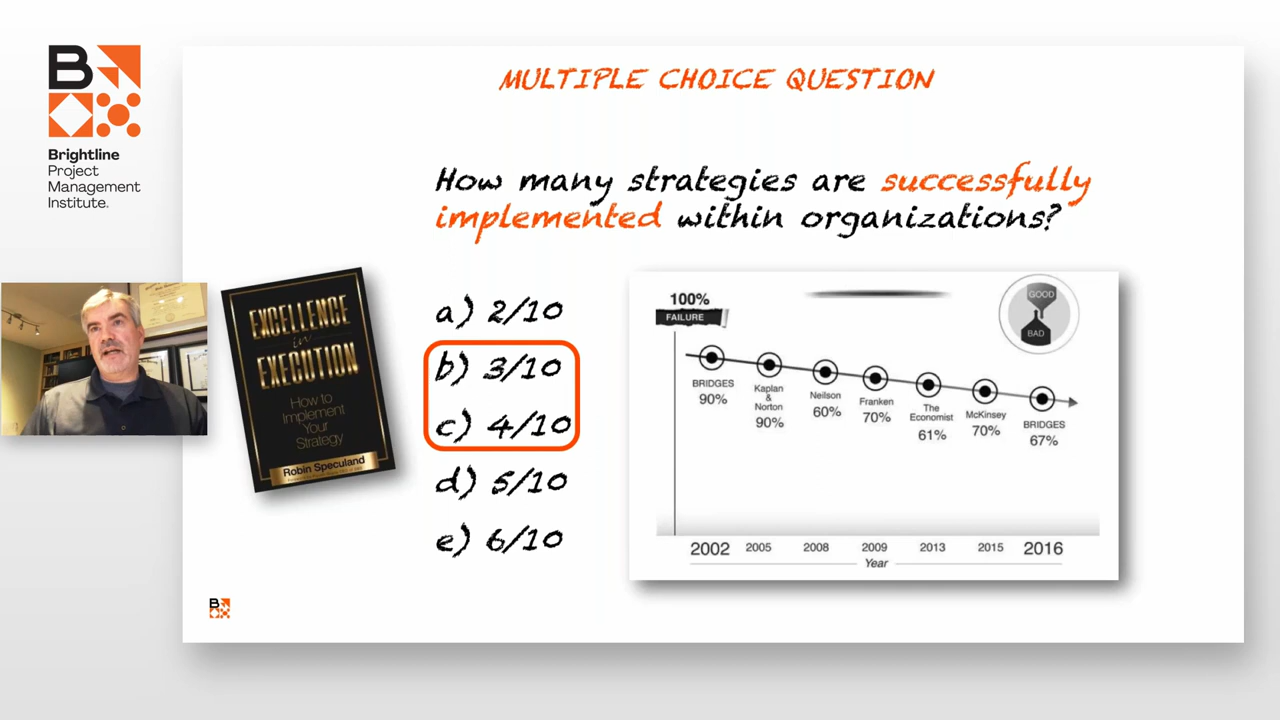 B
Brightline
Project
Management
Institute.
MULTIPLE CHOICE QUESTION
How many strategies are successfully
implemented within organizations?
EXCELLENCE
in
EXECUTION
How to
Implement
Your
Strategy
Robin Speculand
a) 2/10
b) 3/10
c) 4/10
d) 5/10
e) 6/10
100%
FAILURE
GOOD
BAD
BRIDGES
90%
Kaplan
&
Norton
90%
Neilson
60%
Franken
70%
The
Economist
61%
McKinsey
70%
BRIDGES
67%
2002 2005 2008 2009 2013 2015 2016
Year
B